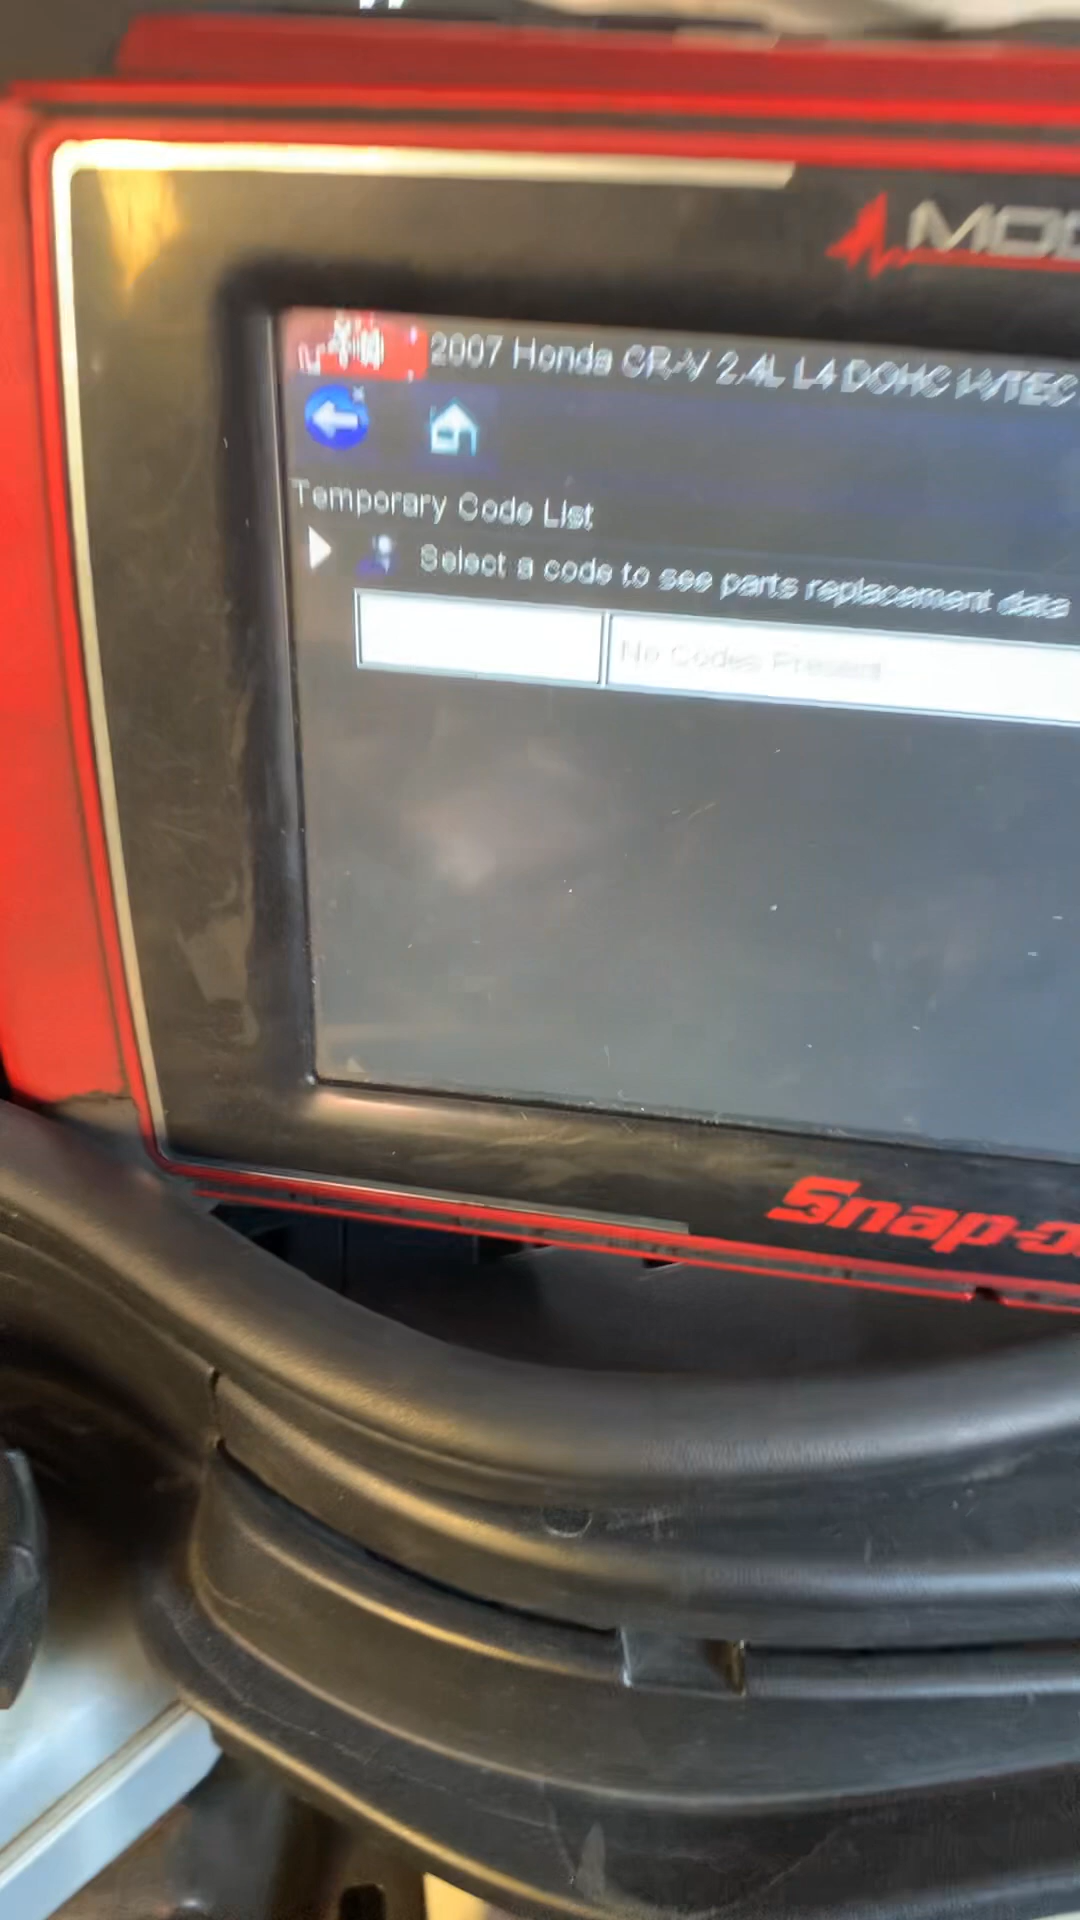 MOD
2007 Honda CR-V 2.4L L4 DOHC i-VTEC
Temporary Code List
Select a code to see parts replacement data
No Codes Present
Snap-o